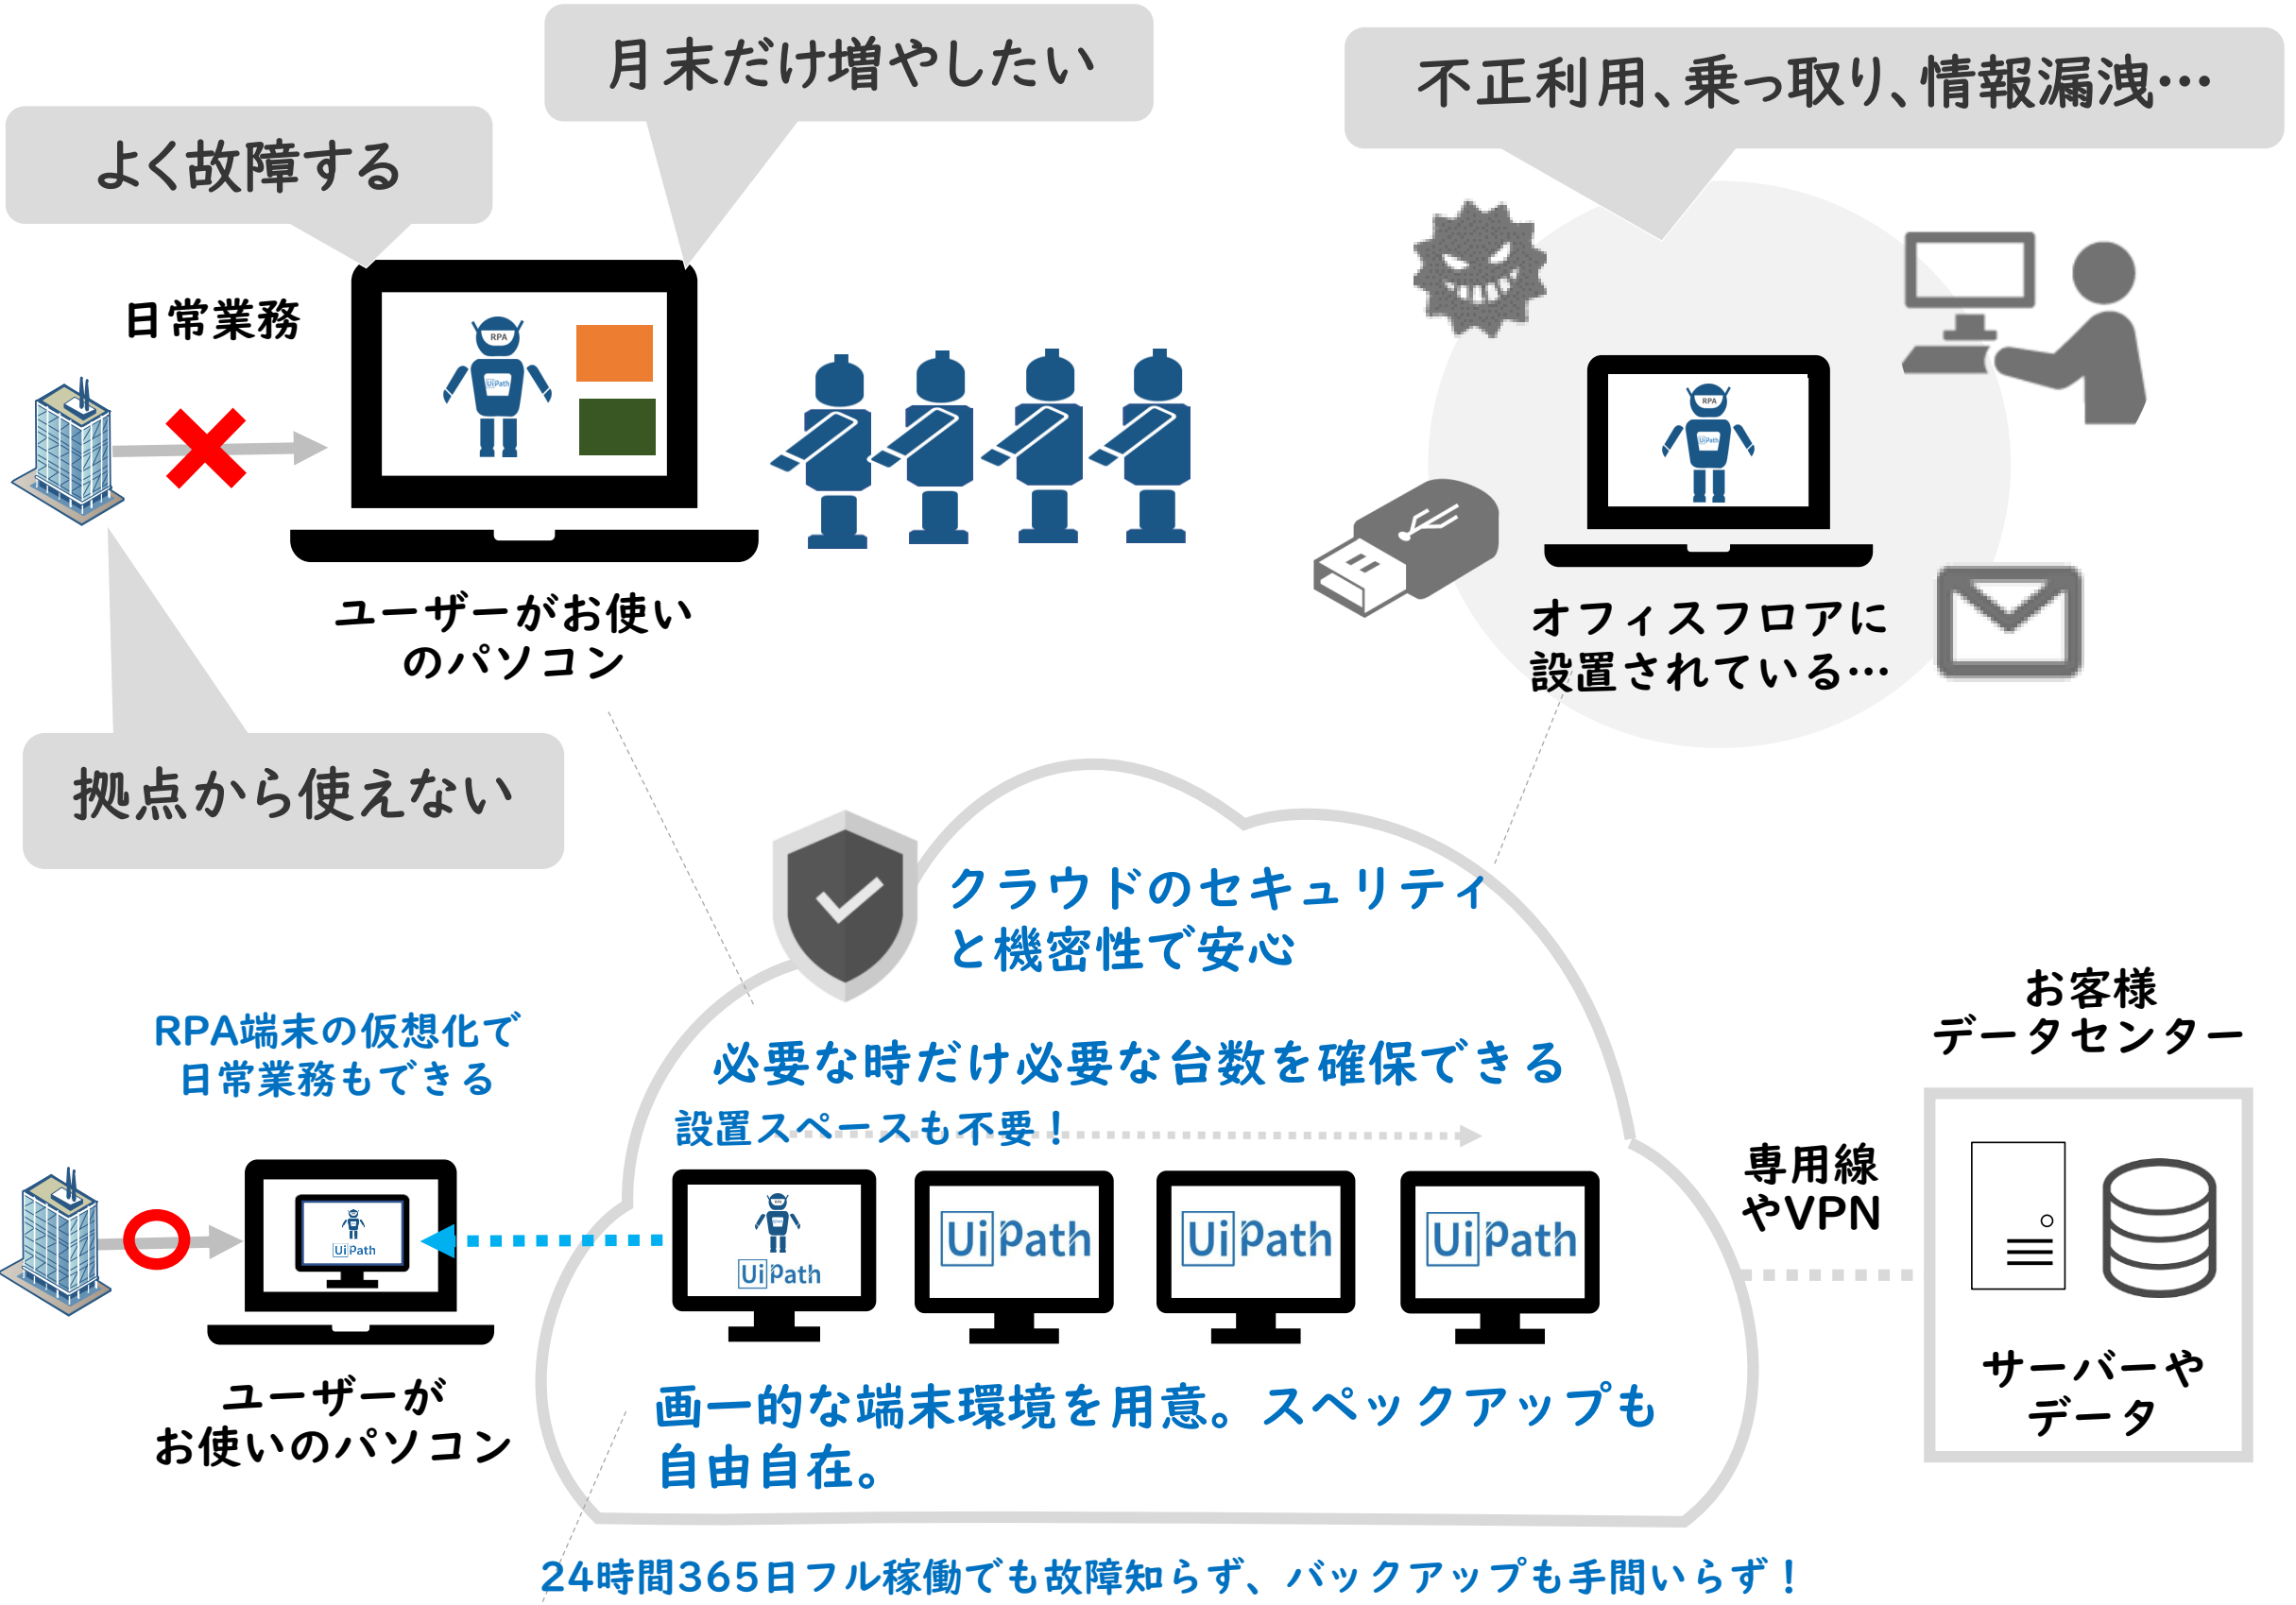 月末だけ増やしたい
不正利用、乗っ取り、情報漏洩…
よく故障する
日常業務
RPA
UiPath
RPA
UiPath
ユーザーがお使い
のパソコン
オフィスフロアに
設置されている…
拠点から使えない
クラウドのセキュリティ
と機密性で安心
RPA端末の仮想化で
日常業務もできる
必要な時だけ必要な台数を確保できる
設置スペースも不要！
お客様
データセンター
専用線
やVPN
UiPath
UiPath
UiPath
UiPath
UiPath
ユーザーが
お使いのパソコン
画一的な端末環境を用意。スペックアップも
自由自在。
サーバーや
データ
24時間365日フル稼働でも故障知らず、バックアップも手間いらず！